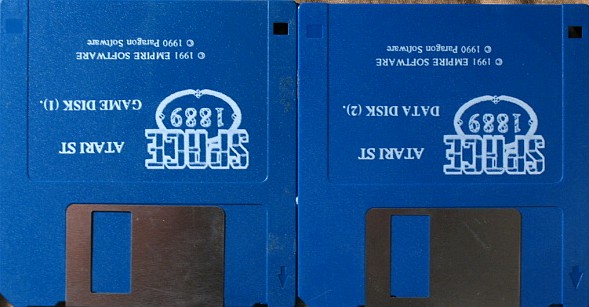 SPACE
1889
ATARI ST
GAME DISK (1).
© 1991 EMPIRE SOFTWARE
© 1990 Paragon Software
SPACE
1889
ATARI ST
DATA DISK (2).
© 1991 EMPIRE SOFTWARE
© 1990 Paragon Software